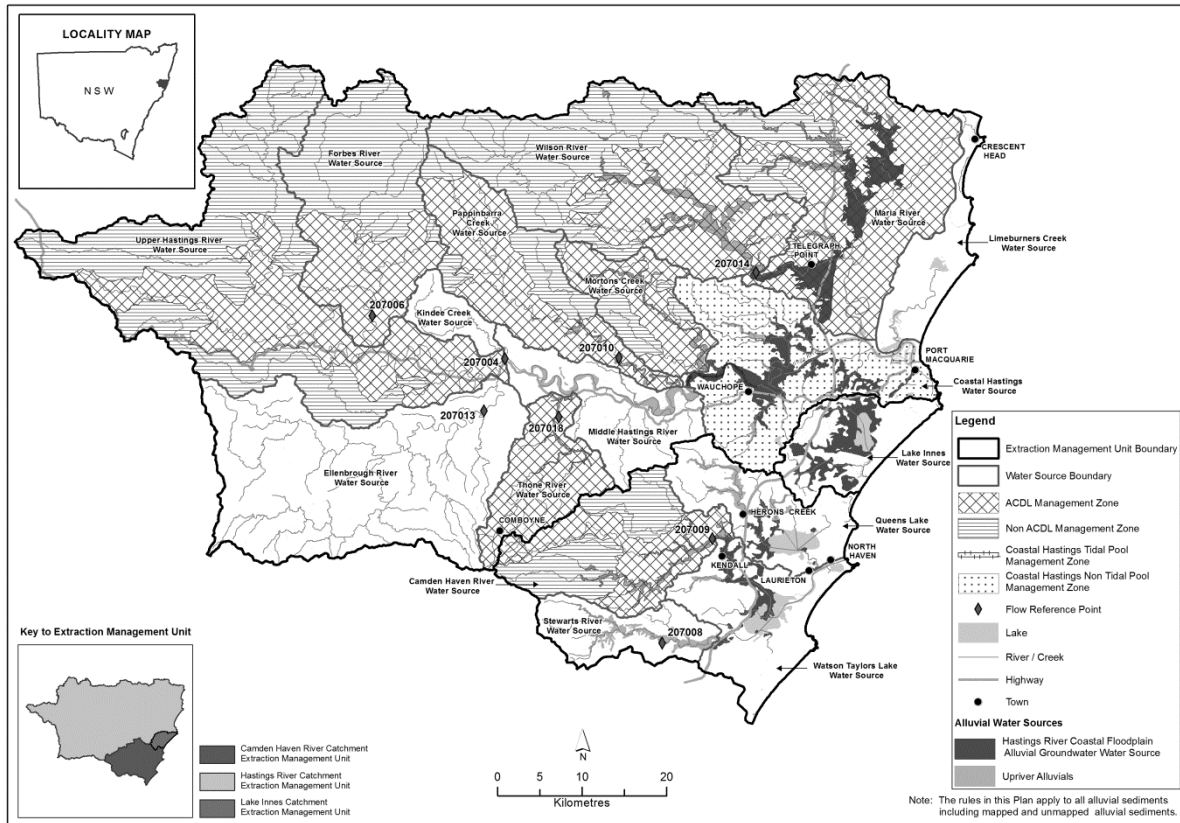 LOCALITY MAP
N S W
Forbes River
Water Source
Wilson River
Water Source
CRESCENT
HEAD
Pappinbarra
Creek
Water Source
Maria River
Water Source
Upper Hastings River
Water Source
Limeburners Creek
Water Source
TELEGRAPH
POINT
207014
Mortons Creek
Water Source
207006
Kindee Creek
Water Source
207004
207010
PORT
MACQUARIE
WAUCHOPE
Coastal Hastings
Water Source
207013
207018
Middle Hastings River
Water Source
Lake Innes
Water Source
Ellenbrough River
Water Source
Thone River
Water Source
COMBOYNE
HERONS CREEK
Queens Lake
Water Source
207009
NORTH
HAVEN
KENDALL
LAURIETON
Camden Haven River
Water Source
Stewarts River
Water Source
207008
Watson Taylors Lake
Water Source
Key to Extraction Management Unit
Camden Haven River Catchment
Extraction Management Unit
Hastings River Catchment
Extraction Management Unit
Lake Innes Catchment
Extraction Management Unit
N
0 5 10 20
Kilometres
Legend
Extraction Management Unit Boundary
Water Source Boundary
ACDL Management Zone
Non ACDL Management Zone
Coastal Hastings Tidal Pool
Management Zone
Coastal Hastings Non Tidal Pool
Management Zone
Flow Reference Point
Lake
River / Creek
Highway
Town
Alluvial Water Sources
Hastings River Coastal Floodplain
Alluvial Groundwater Water Source
Upriver Alluvials
Note: The rules in this Plan apply to all alluvial sediments
including mapped and unmapped alluvial sediments.